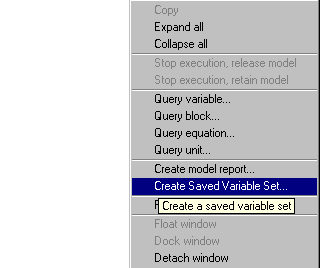 Copy
Expand all
Collapse all
Stop execution, release model
Stop execution, retain model
Query variable...
Query block...
Query equation...
Query unit...
Create model report...
Create Saved Variable Set...
Create a saved variable set
Float window
Dock window
Detach window